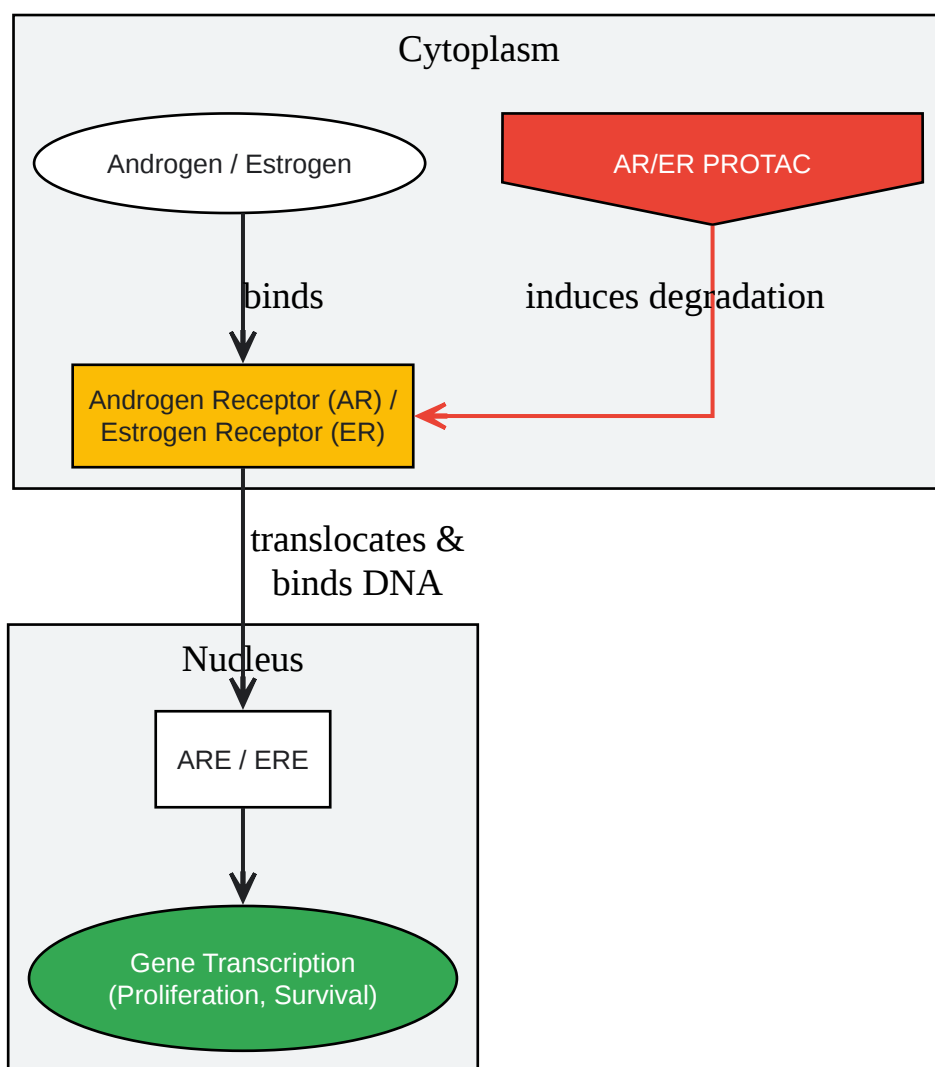 Cytoplasm
Androgen / Estrogen
AR/ER PROTAC
binds
induces degradation
Androgen Receptor (AR) /
Estrogen Receptor (ER)
translocates &
binds DNA
Nucleus
ARE / ERE
Gene Transcription
(Proliferation, Survival)